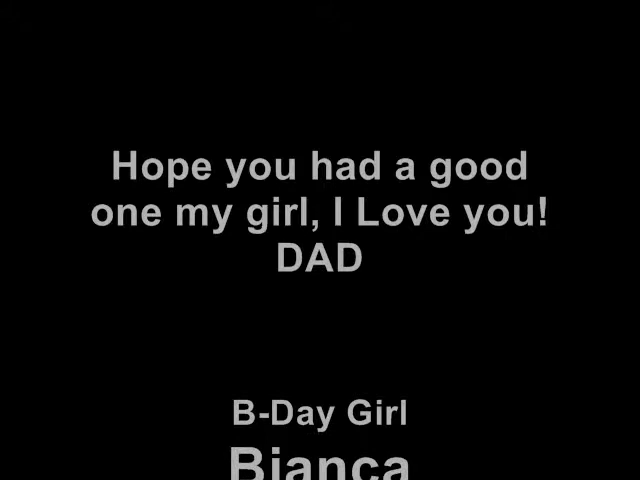 Hope you had a good
one my girl, I Love you!
DAD
B-Day Girl
Bianca